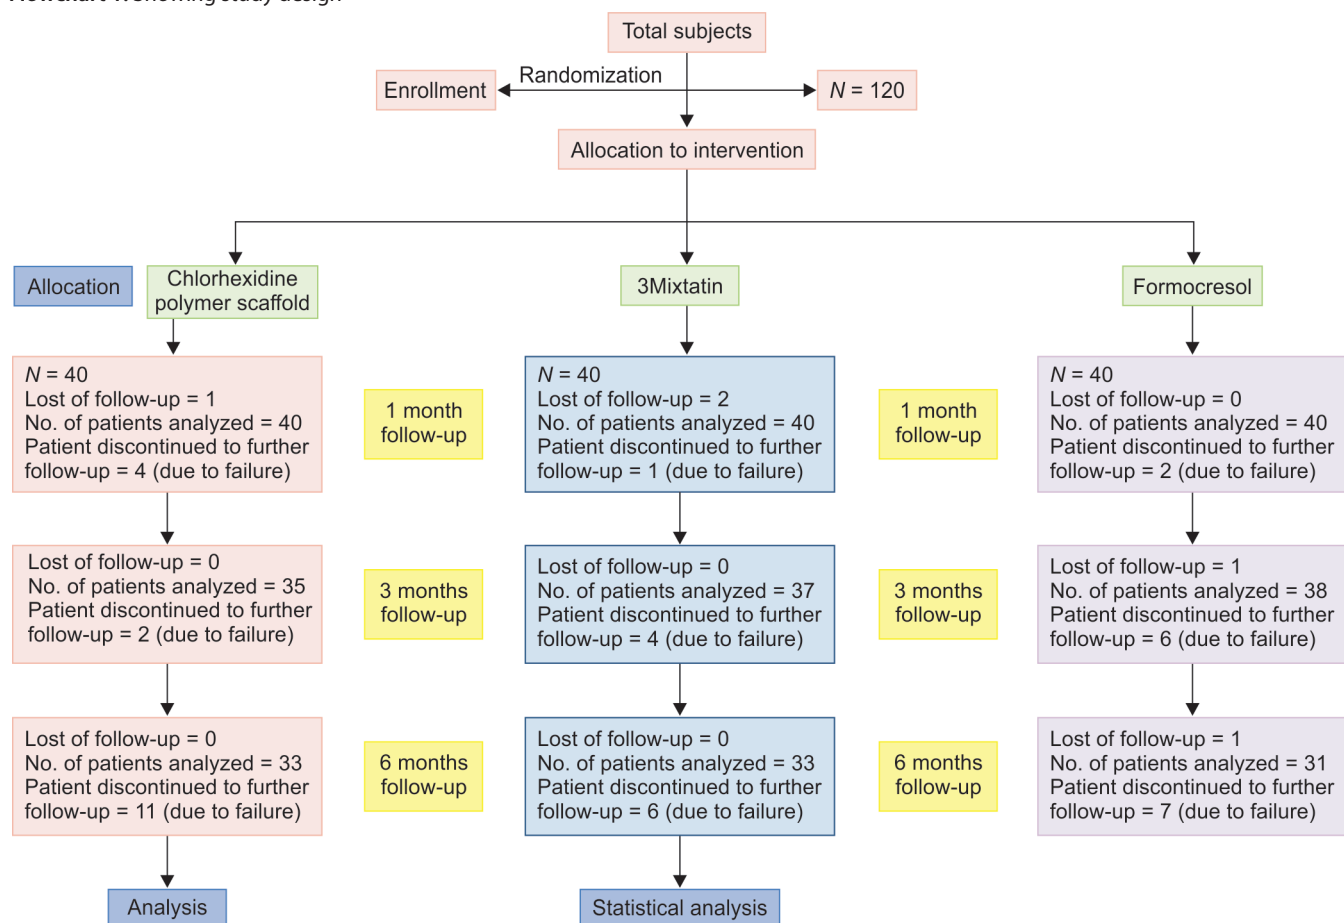 Total subjects
Randomization
Enrollment
N = 120
Allocation to intervention
Allocation
Chlorhexidine
polymer scaffold
3Mixtatin
Formocresol
N = 40
Lost of follow-up = 1
No. of patients analyzed = 40
Patient discontinued to further
follow-up = 4 (due to failure)
1 month
follow-up
N = 40
Lost of follow-up = 2
No. of patients analyzed = 40
Patient discontinued to further
follow-up = 1 (due to failure)
1 month
follow-up
N = 40
Lost of follow-up = 0
No. of patients analyzed = 40
Patient discontinued to further
follow-up = 2 (due to failure)
Lost of follow-up = 0
No. of patients analyzed = 35
Patient discontinued to further
follow-up = 2 (due to failure)
3 months
follow-up
Lost of follow-up = 0
No. of patients analyzed = 37
Patient discontinued to further
follow-up = 4 (due to failure)
3 months
follow-up
Lost of follow-up = 1
No. of patients analyzed = 38
Patient discontinued to further
follow-up = 6 (due to failure)
Lost of follow-up = 0
No. of patients analyzed = 33
Patient discontinued to further
follow-up = 11 (due to failure)
6 months
follow-up
Lost of follow-up = 0
No. of patients analyzed = 33
Patient discontinued to further
follow-up = 6 (due to failure)
6 months
follow-up
Lost of follow-up = 1
No. of patients analyzed = 31
Patient discontinued to further
follow-up = 7 (due to failure)
Analysis
Statistical analysis